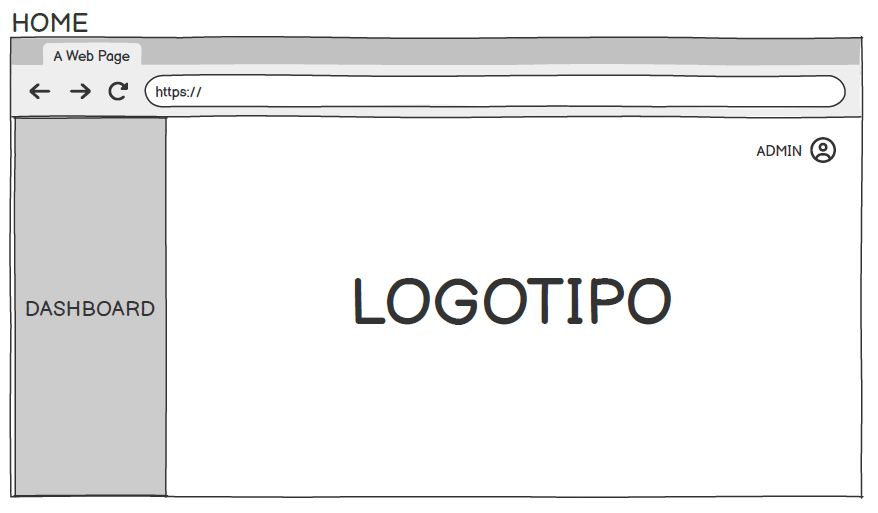 HOME
A Web Page
https://
ADMIN
LOGOTIPO
DASHBOARD